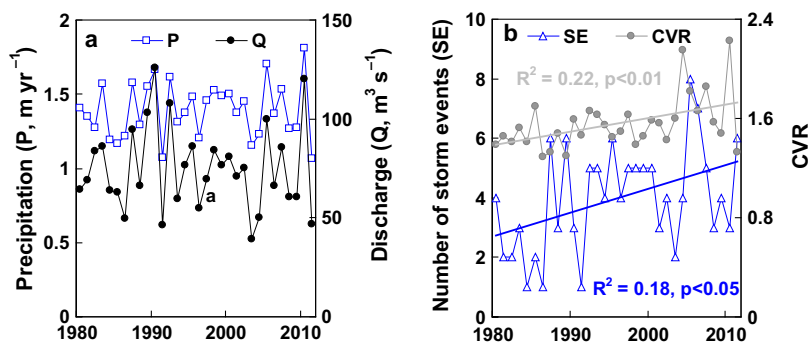 a
P
Q
Precipitation (P, m yr⁻¹)
2
1.5
1
0.5
0
150
100
50
0
Discharge (Q, m³ s⁻¹)
a
1980
1990
2000
2010
b
SE
CVR
R² = 0.22, p<0.01
Number of storm events (SE)
10
8
6
4
2
0
2.4
1.6
0.8
0
CVR
R² = 0.18, p<0.05
1980
1990
2000
2010